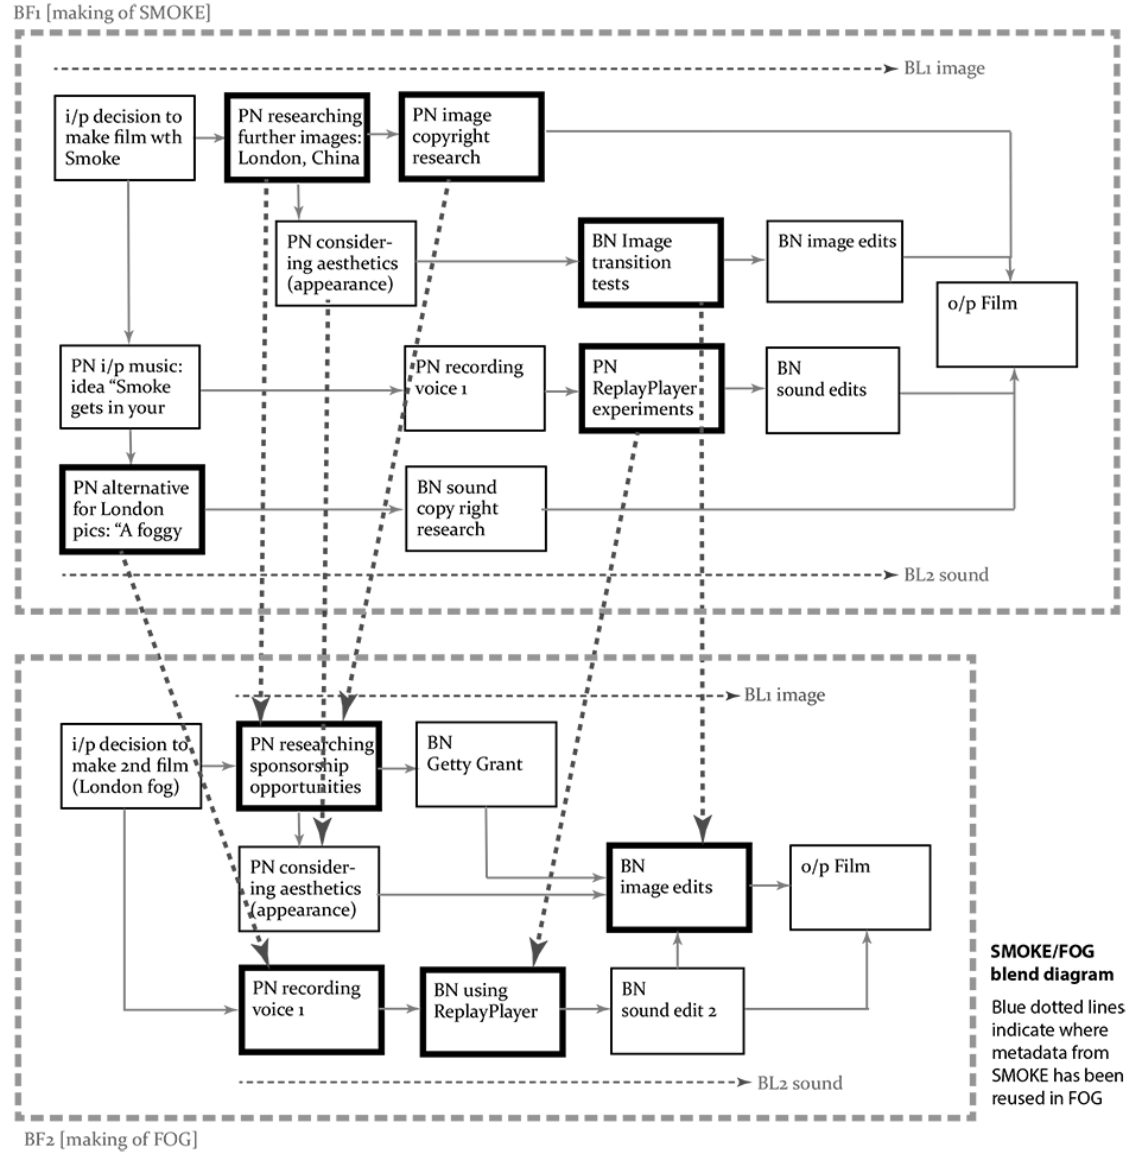 BF1 [making of SMOKE]
BL1 image
i/p decision to
make film wth
Smoke
PN researching
further images:
London, China
PN image
copyright
research
PN consider-
ing aesthetics
(appearance)
BN Image
transition
tests
BN image edits
o/p Film
PN i/p music:
idea “Smoke
gets in your
PN recording
voice 1
PN
ReplayPlayer
experiments
BN
sound edits
PN alternative
for London
pics: “A foggy
BN sound
copy right
research
BL2 sound
BL1 image
i/p decision to
make 2nd film
(London fog)
PN researching
sponsorship
opportunities
BN
Getty Grant
PN consider-
ing aesthetics
(appearance)
BN
image edits
o/p Film
PN recording
voice 1
BN using
ReplayPlayer
BN
sound edit 2
BL2 sound
BF2 [making of FOG]
SMOKE/FOG
blend diagram
Blue dotted lines
indicate where
metadata from
SMOKE has been
reused in FOG